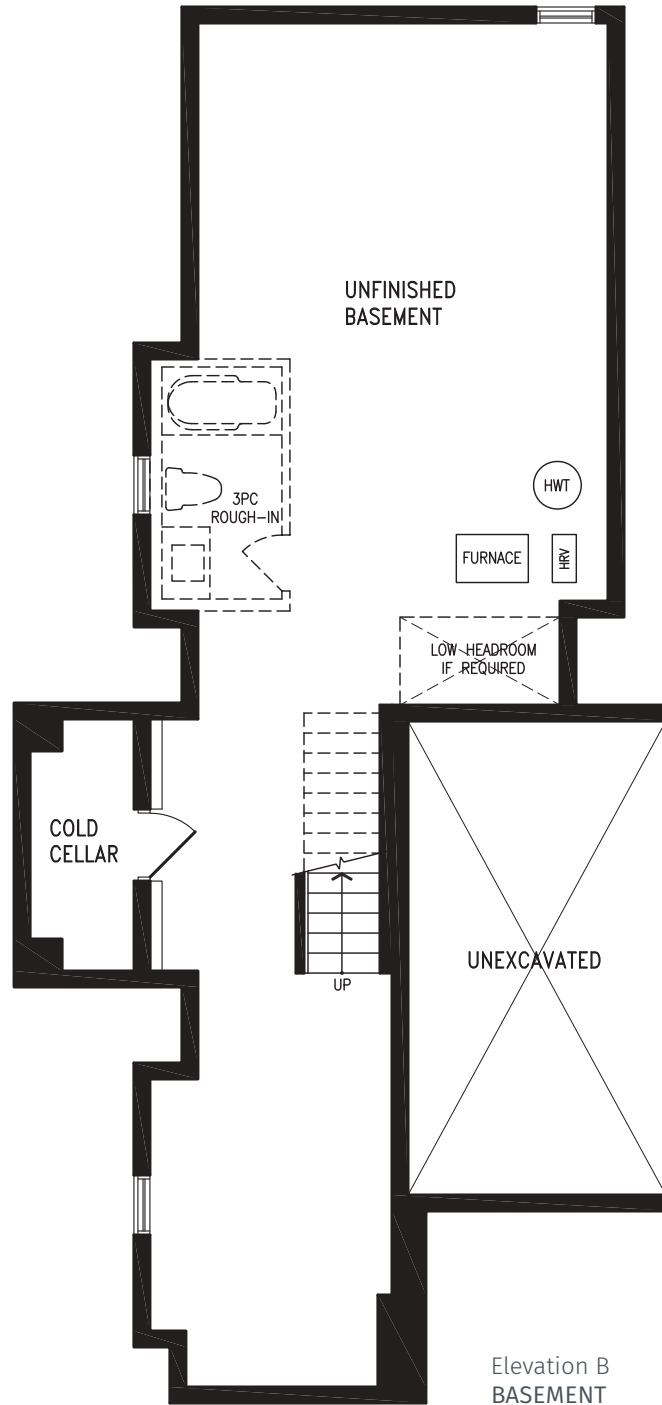 UNFINISHED
BASEMENT
3PC
ROUGH-IN
HWT
FURNACE
HRV
LOW HEADROOM
IF REQUIRED
COLD
CELLAR
UNEXCAVATED
UP
Elevation B
BASEMENT